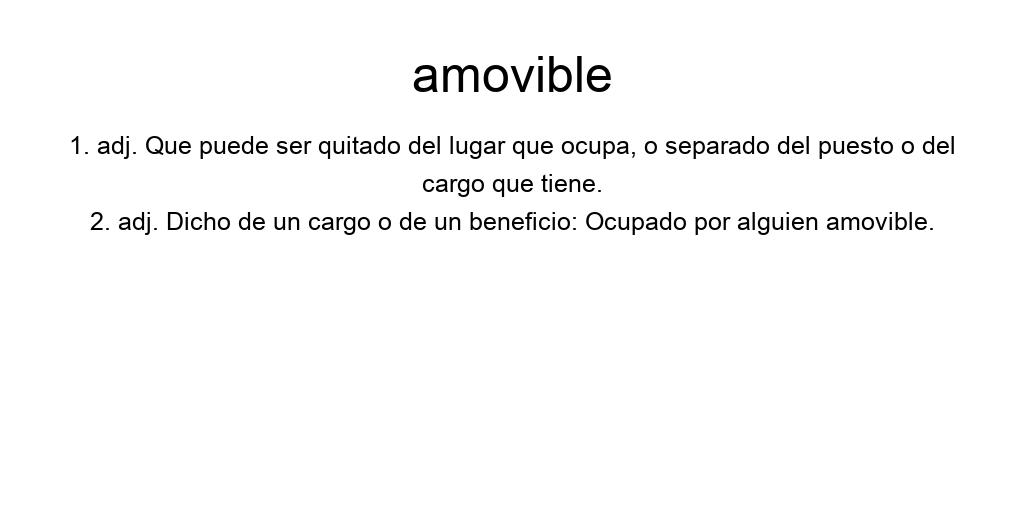 amovible
1. adj. Que puede ser quitado del lugar que ocupa, o separado del puesto o del
cargo que tiene.
2. adj. Dicho de un cargo o de un beneficio: Ocupado por alguien amovible.